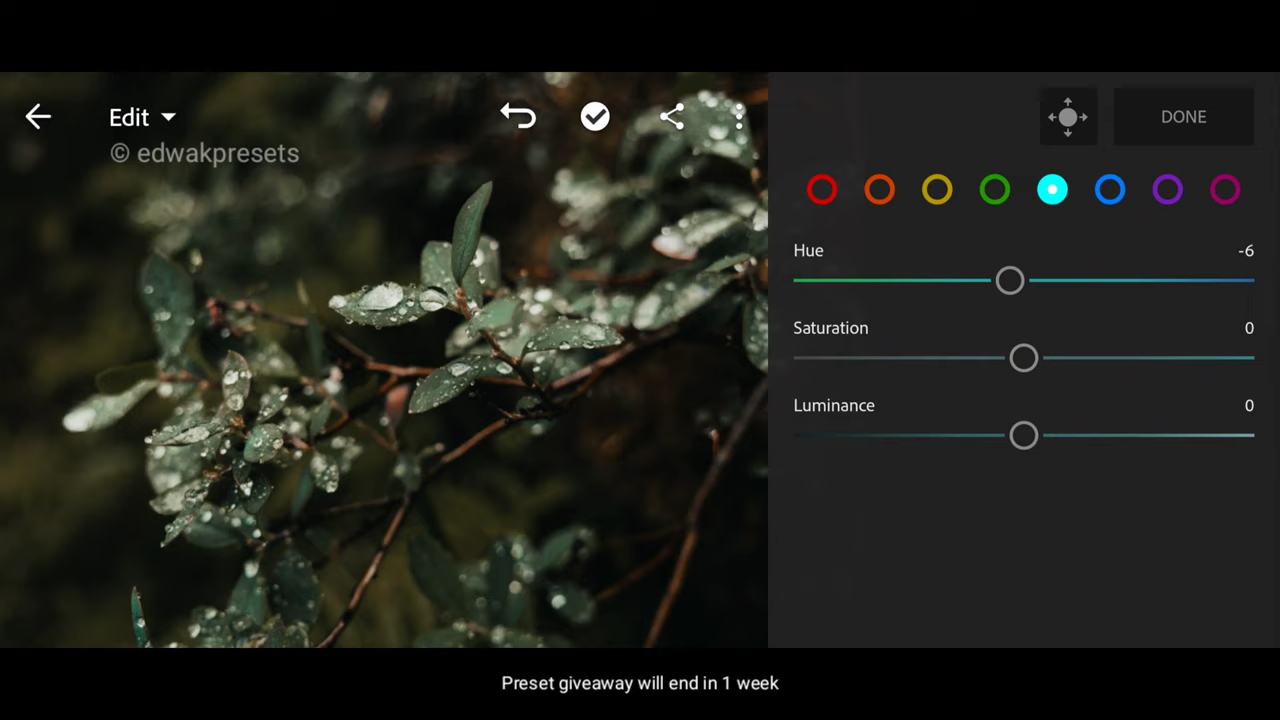 Edit
© edwakpresets
DONE
Hue -6
Saturation 0
Luminance 0
Preset giveaway will end in 1 week